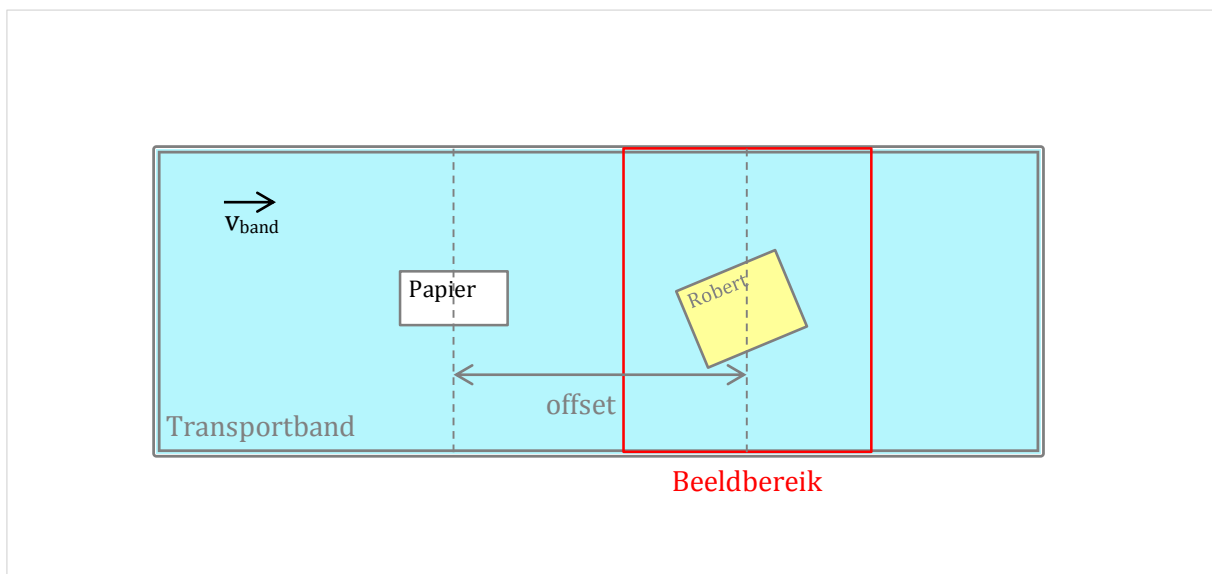 v_band
Papier
Robert
offset
Transportband
Beeldbereik